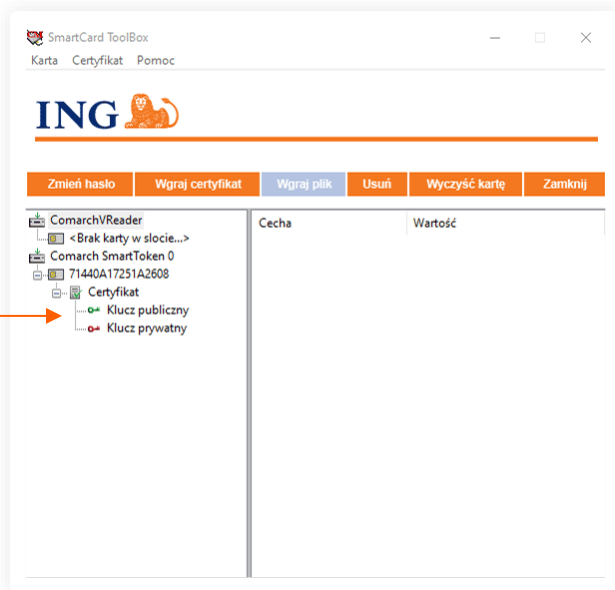 SmartCard ToolBox
Karta Certyfikat Pomoc
ING
Zmień hasło Wgraj certyfikat Wgraj plik Usuń Wyczyść kartę Zamknij
ComarchVReader
<Brak karty w slocie...>
Comarch SmartToken 0
71440A17251A2608
Certyfikat
Klucz publiczny
Klucz prywatny
Cecha Wartość